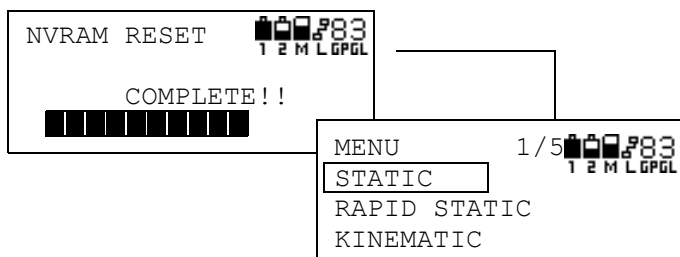 NVRAM RESET 83
1 2 M L GPGL
COMPLETE!!
MENU 1/5 83
1 2 M L GPGL
STATIC
RAPID STATIC
KINEMATIC